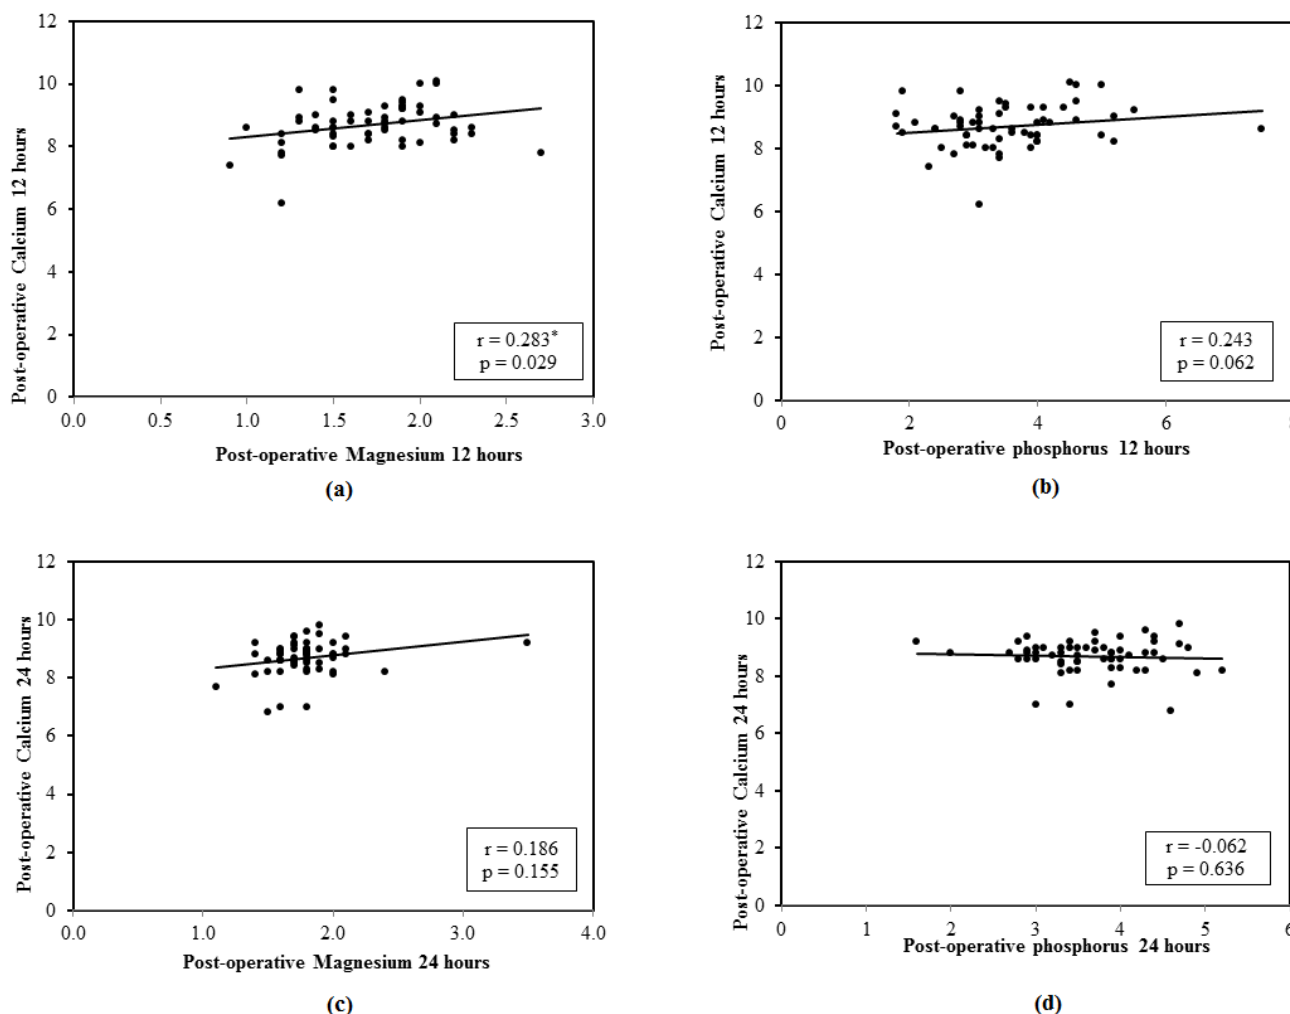 12
10
8
6
4
2
0
Post-operative Calcium 12 hours
r = 0.283*
p = 0.029
0.0 0.5 1.0 1.5 2.0 2.5 3.0
Post-operative Magnesium 12 hours
(a)
12
10
8
6
4
2
0
Post-operative Calcium 12 hours
r = 0.243
p = 0.062
0 2 4 6 8
Post-operative phosphorus 12 hours
(b)
12
10
8
6
4
2
0
Post-operative Calcium 24 hours
r = 0.186
p = 0.155
0.0 1.0 2.0 3.0 4.0
Post-operative Magnesium 24 hours
(c)
12
10
8
6
4
2
0
Post-operative Calcium 24 hours
r = -0.062
p = 0.636
0 1 2 3 4 5 6
Post-operative phosphorus 24 hours
(d)